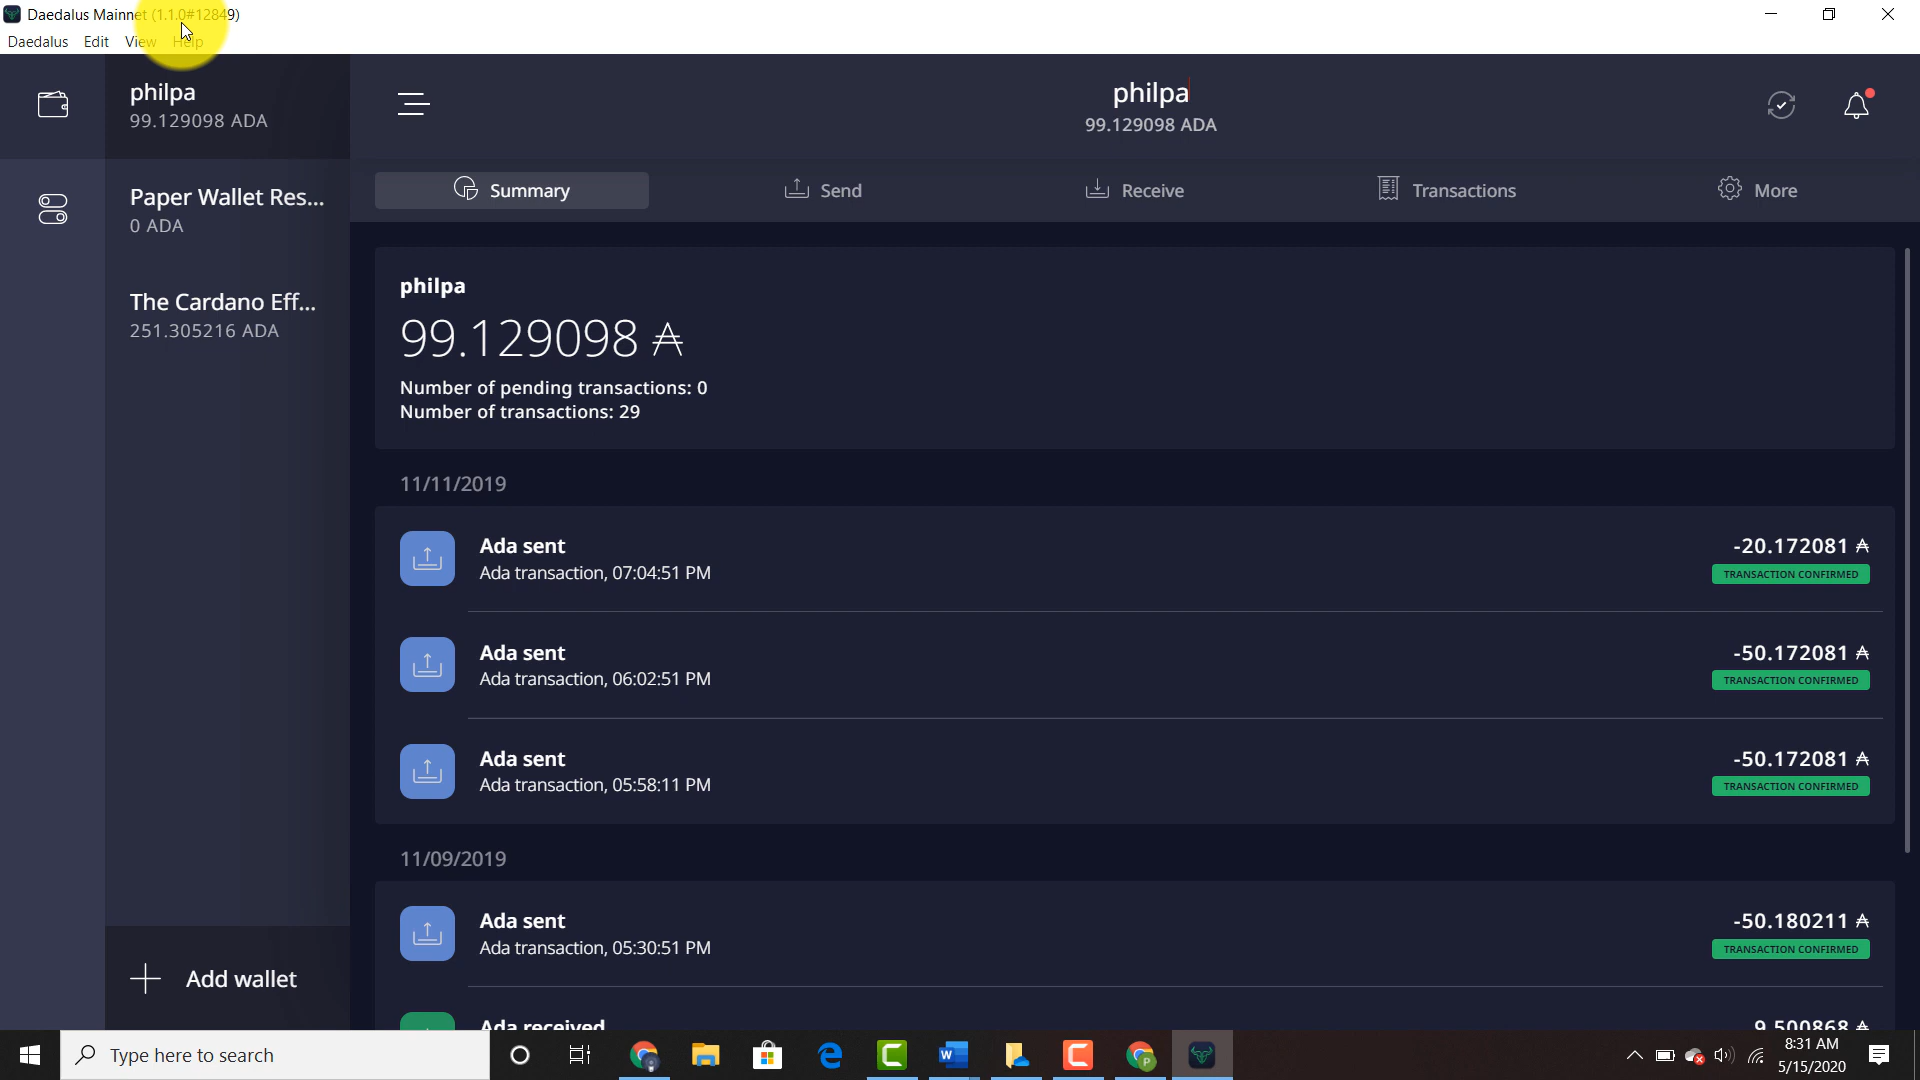 Daedalus Mainnet (1.1.0#12849)
Daedalus Edit View Help
philpa
99.129098 ADA
Paper Wallet Res...
0 ADA
The Cardano Eff...
251.305216 ADA
Add wallet
philpa
99.129098 ADA
Summary Send Receive Transactions More
philpa
99.129098 ₳
Number of pending transactions: 0
Number of transactions: 29
11/11/2019
Ada sent -20.172081 ₳
Ada transaction, 07:04:51 PM TRANSACTION CONFIRMED
Ada sent -50.172081 ₳
Ada transaction, 06:02:51 PM TRANSACTION CONFIRMED
Ada sent -50.172081 ₳
Ada transaction, 05:58:11 PM TRANSACTION CONFIRMED
11/09/2019
Ada sent -50.180211 ₳
Ada transaction, 05:30:51 PM TRANSACTION CONFIRMED
Ada received 9.500868 ₳
Type here to search
8:31 AM
5/15/2020